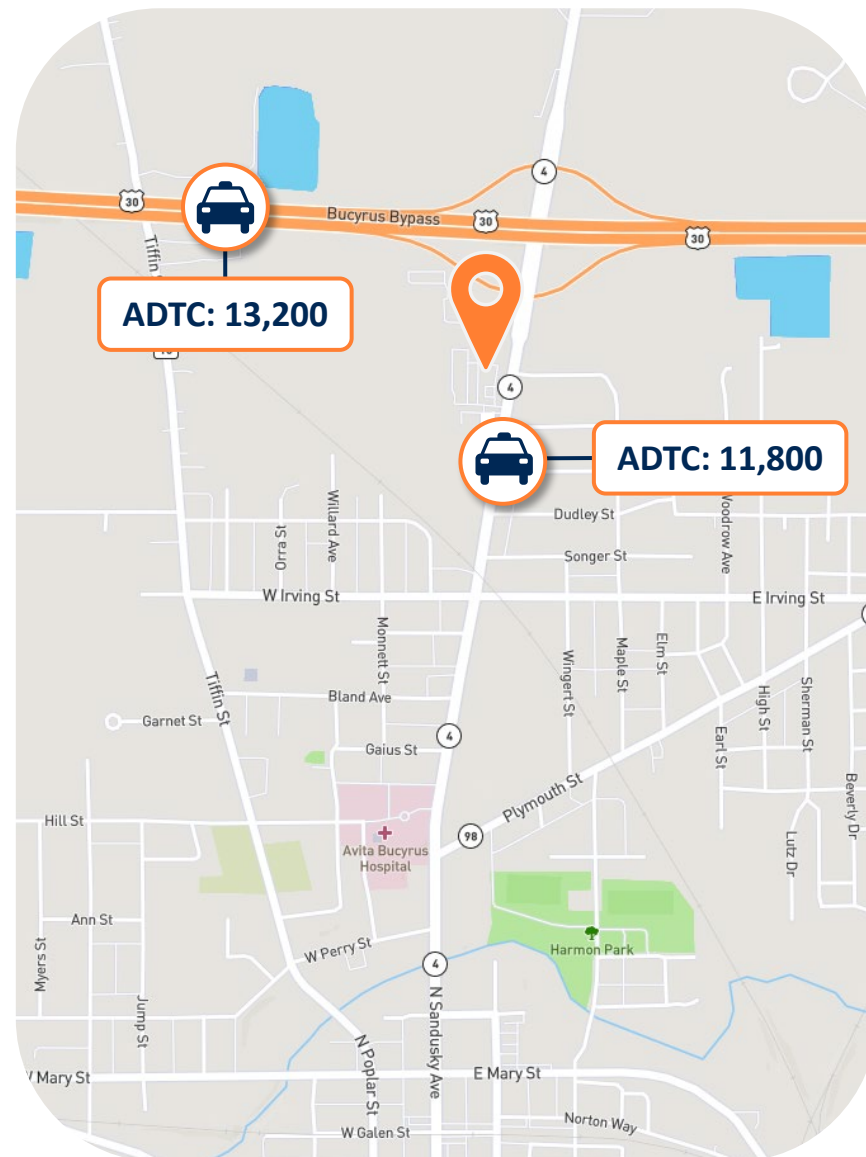 4
30
Bucyrus Bypass
30
30
Tiffin
ADTC: 13,200
4
ADTC: 11,800
Willard Ave
Orra St
Woodrow Ave
Dudley St
Songer St
W Irving St
E Irving St
Monnett St
Wingert St
Maple St
Elm St
Tiffin St
Bland Ave
High St
Sherman St
Garnet St
4
Gaius St
Earl St
Beverly Dr
Plymouth St
Hill St
98
Avita Bucyrus
Hospital
Lutz Dr
Ann St
W Perry St
Harmon Park
Myers St
4
Jump St
N Sandusky Ave
N Poplar St
Mary St
E Mary St
Norton Way
W Galen St